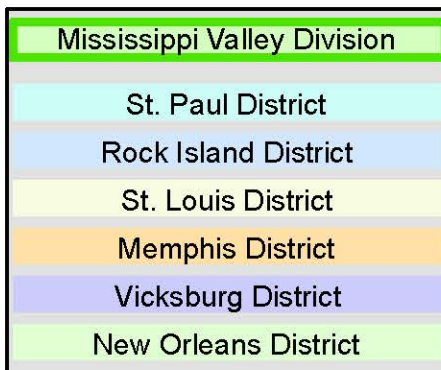 Mississippi Valley Division
St. Paul District
Rock Island District
St. Louis District
Memphis District
Vicksburg District
New Orleans District